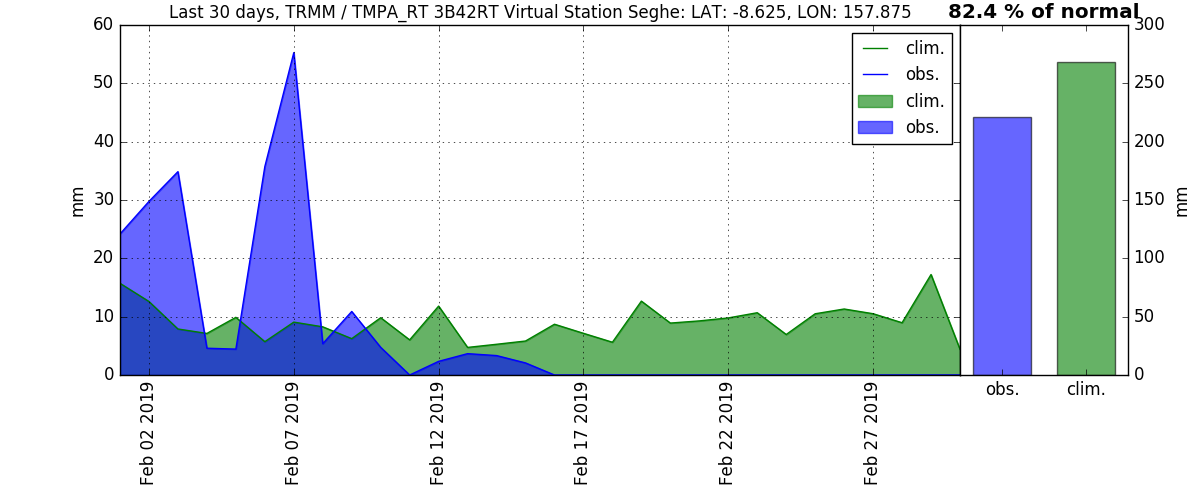 Last 30 days, TRMM / TMPA_RT 3B42RT Virtual Station Seghe: LAT: -8.625, LON: 157.875
82.4 % of normal
60
50
40
30
20
10
0
mm
clim.
obs.
clim.
obs.
Feb 02 2019
Feb 07 2019
Feb 12 2019
Feb 17 2019
Feb 22 2019
Feb 27 2019
300
250
200
150
100
50
0
mm
obs.
clim.